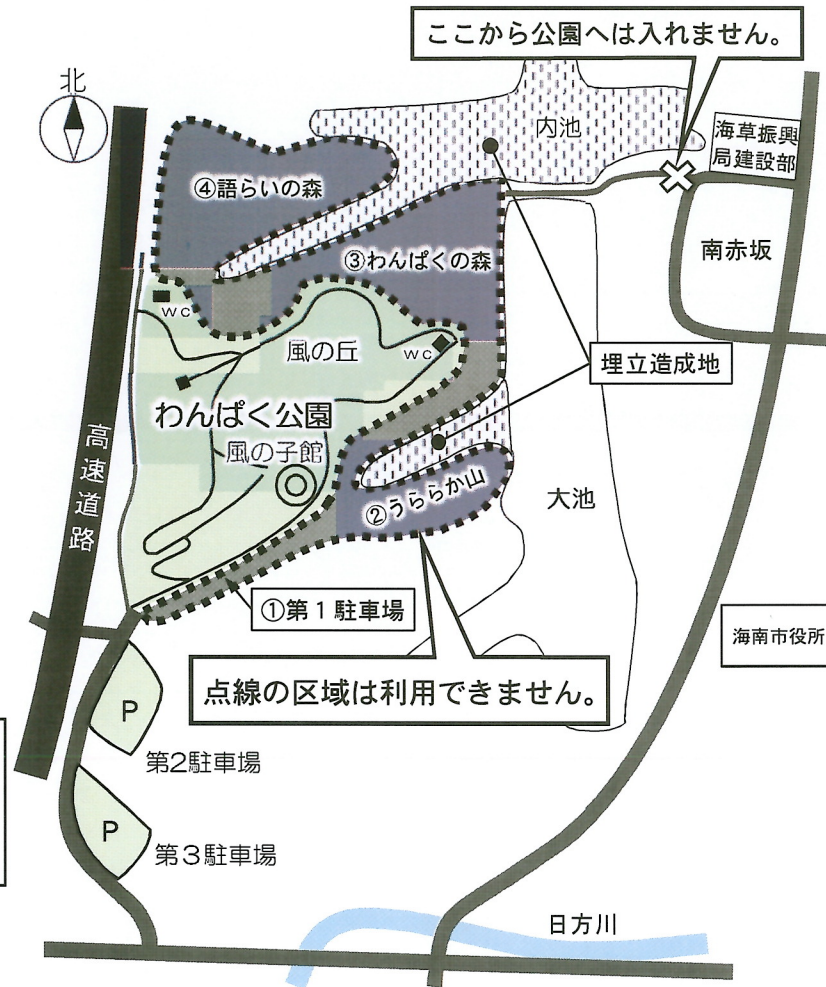 ここから公園へは入れません。
北
内池
海草振興
局建設部
④語らいの森
南赤坂
③わんぱくの森
WC
風の丘
WC
埋立造成地
わんぱく公園
風の子館
高速道路
②うららか山
大池
①第1駐車場
海南市役所
点線の区域は利用できません。
P
第2駐車場
P
第3駐車場
日方川